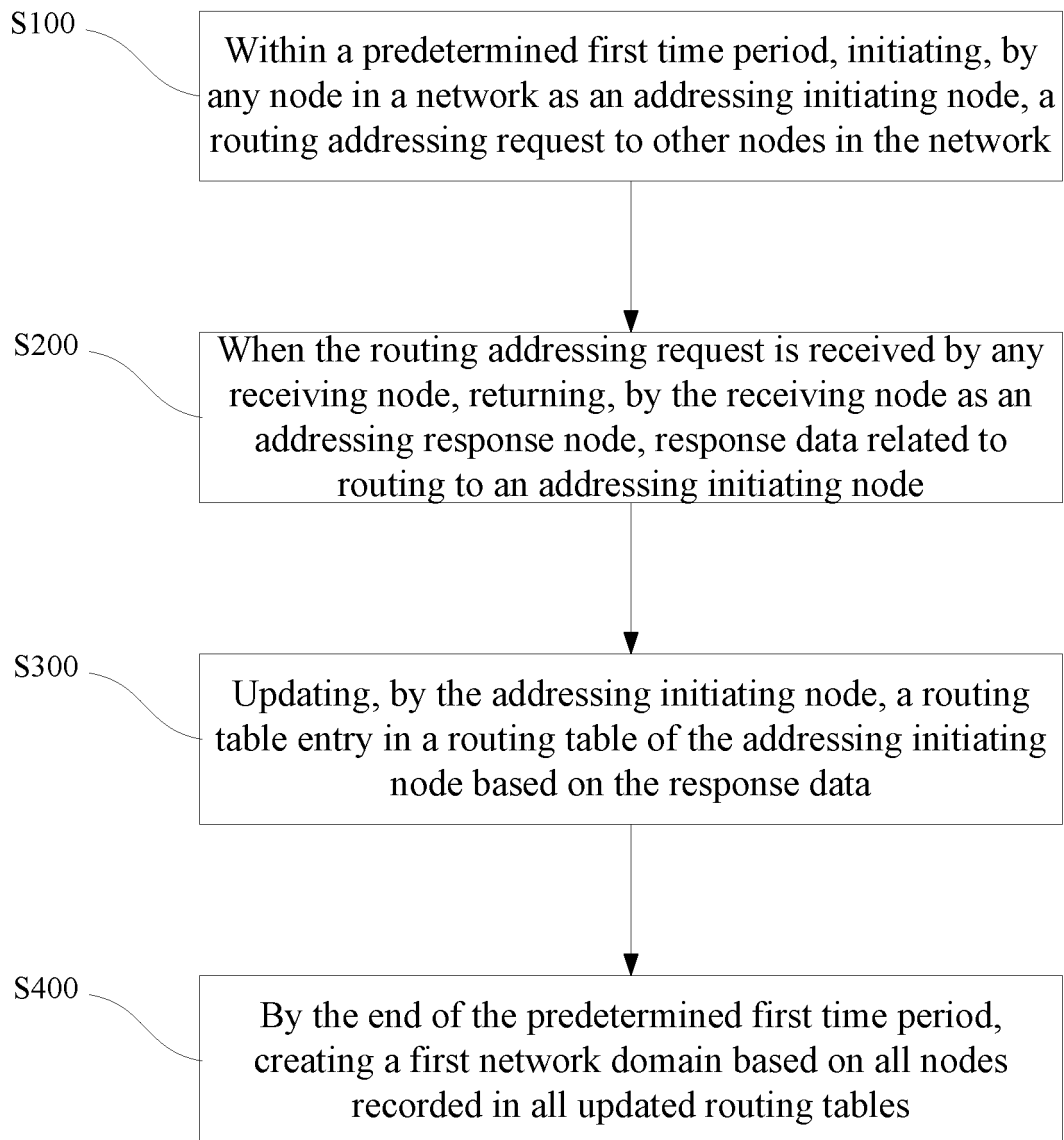 S100
Within a predetermined first time period, initiating, by
any node in a network as an addressing initiating node, a
routing addressing request to other nodes in the network
S200
When the routing addressing request is received by any
receiving node, returning, by the receiving node as an
addressing response node, response data related to
routing to an addressing initiating node
S300
Updating, by the addressing initiating node, a routing
table entry in a routing table of the addressing initiating
node based on the response data
S400
By the end of the predetermined first time period,
creating a first network domain based on all nodes
recorded in all updated routing tables